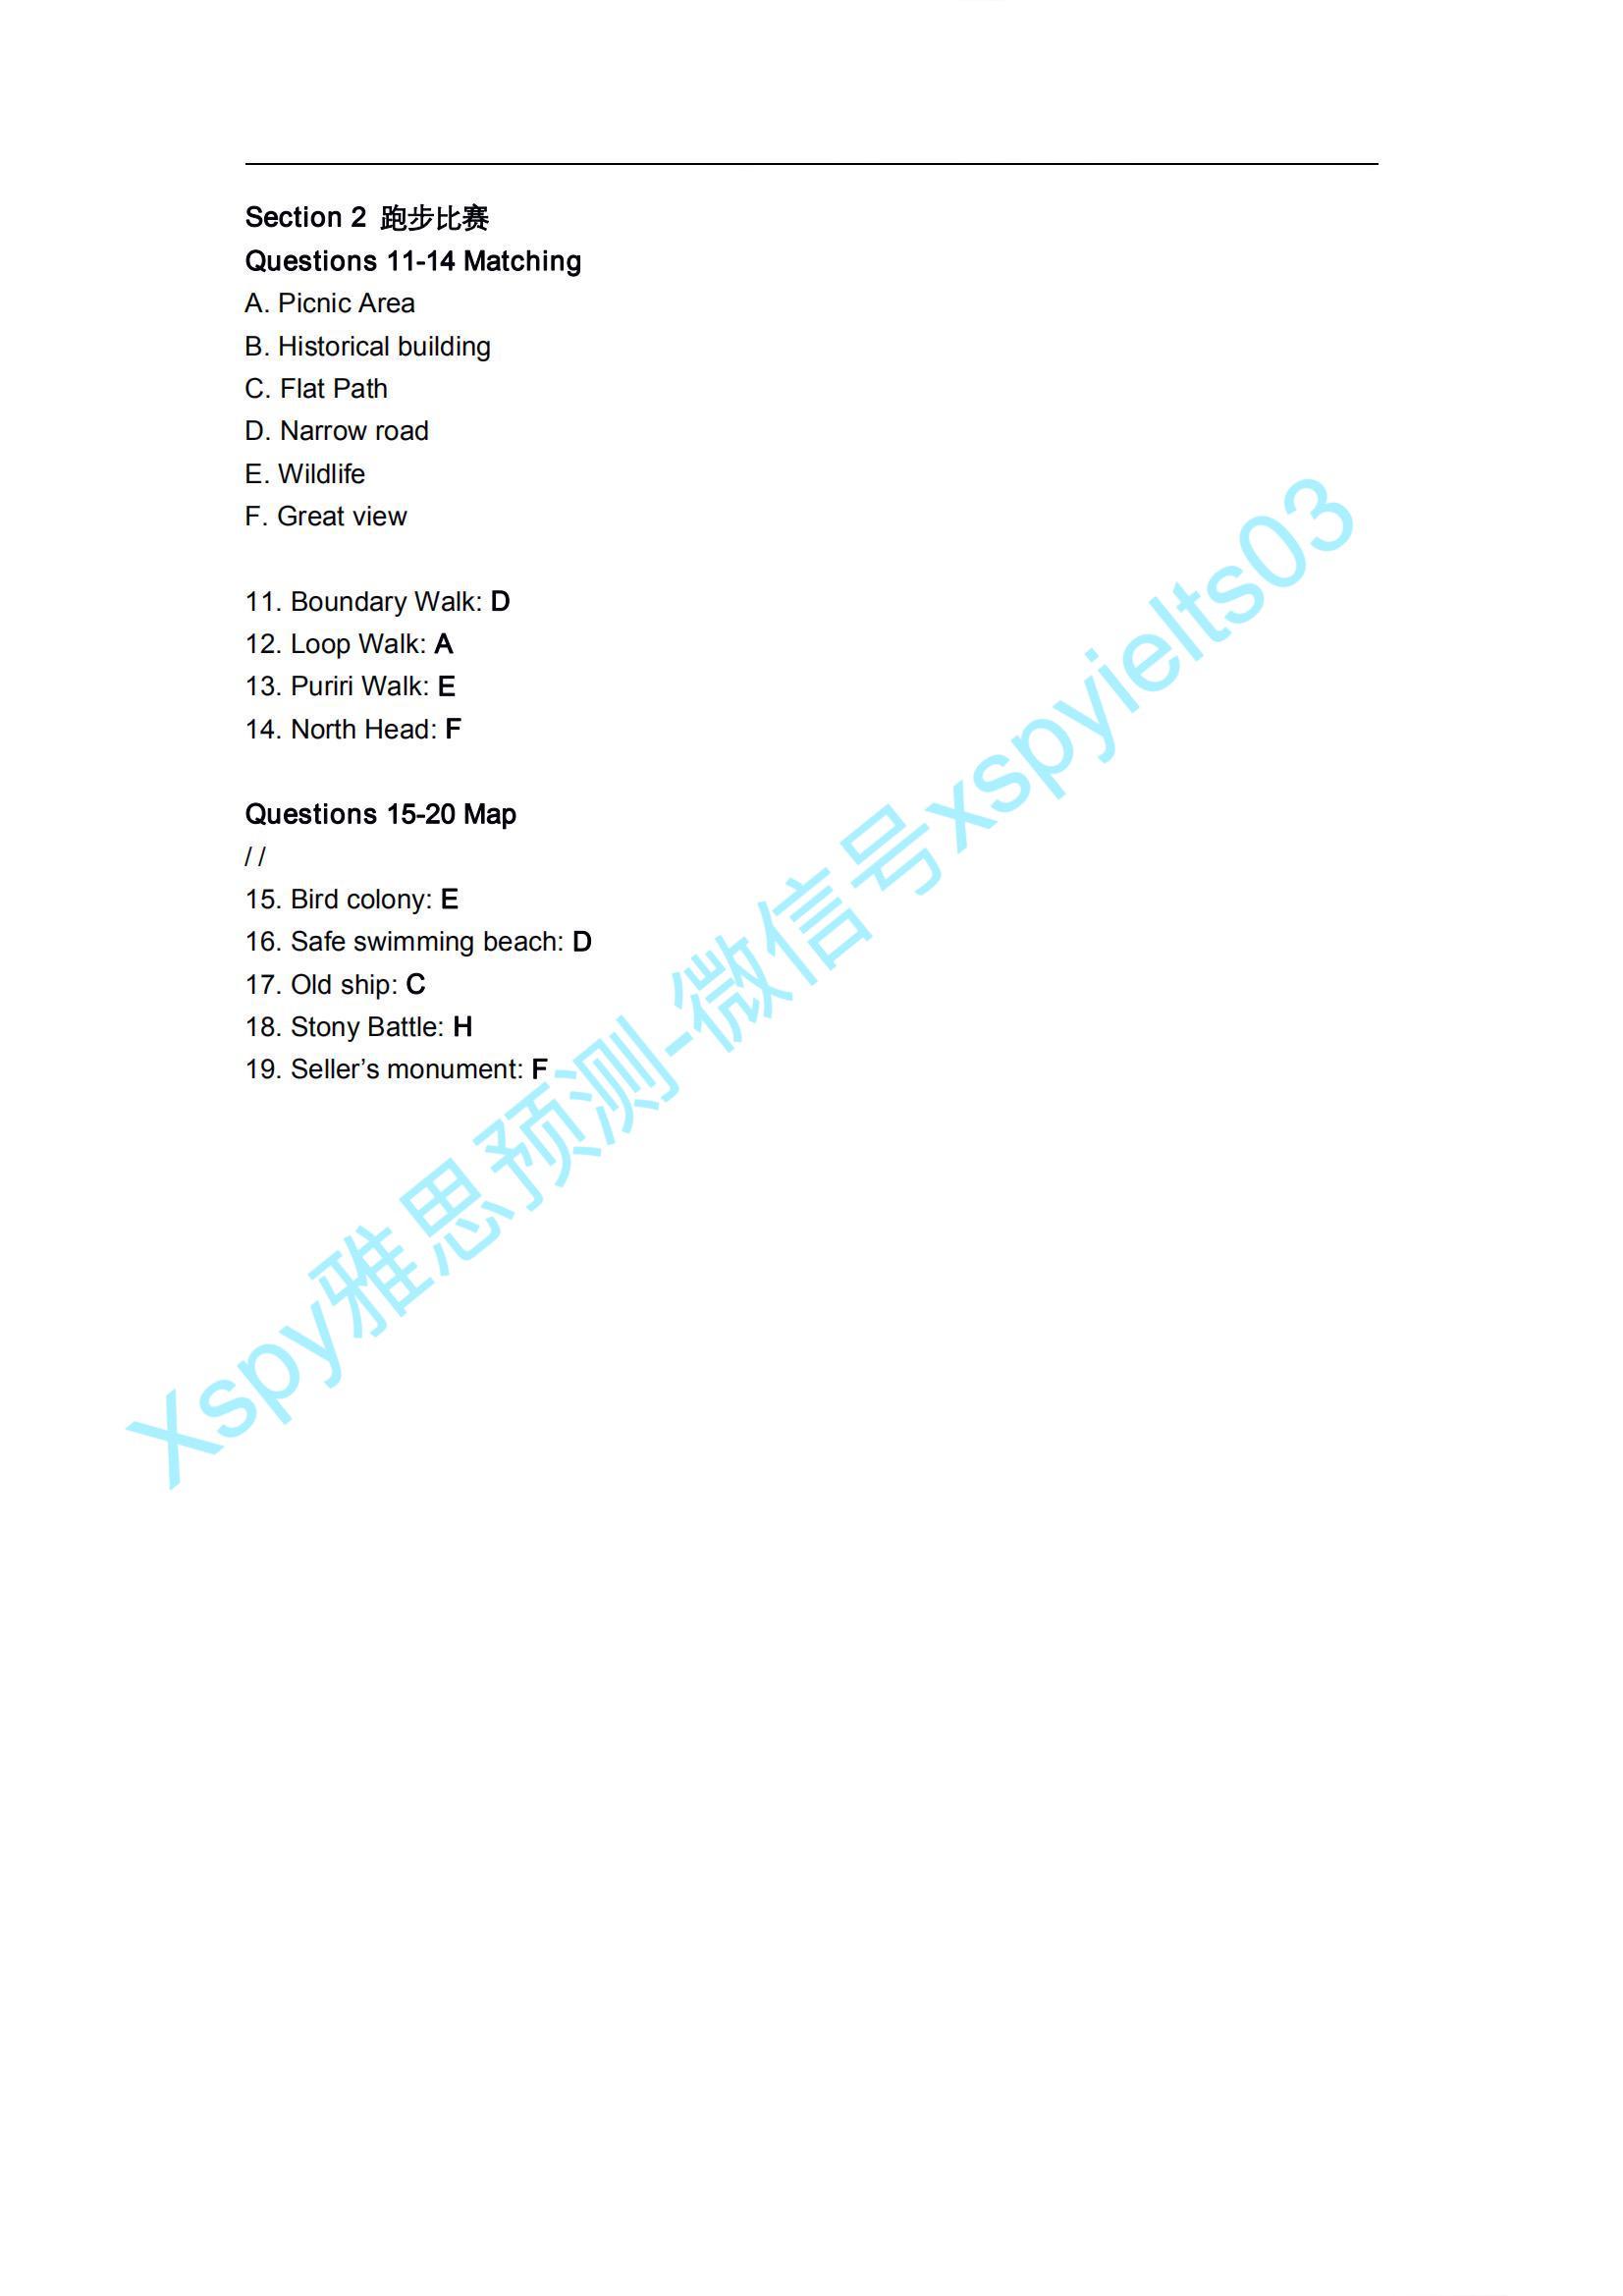 Section 2 跑步比赛
Questions 11-14 Matching
A. Picnic Area
B. Historical building
C. Flat Path
D. Narrow road
E. Wildlife
F. Great view
11. Boundary Walk: D
12. Loop Walk: A
13. Puriri Walk: E
14. North Head: F
Questions 15-20 Map
/ /
15. Bird colony: E
16. Safe swimming beach: D
17. Old ship: C
18. Stony Battle: H
19. Seller’s monument: F
Xspy雅思预测-微信号xspyielts03